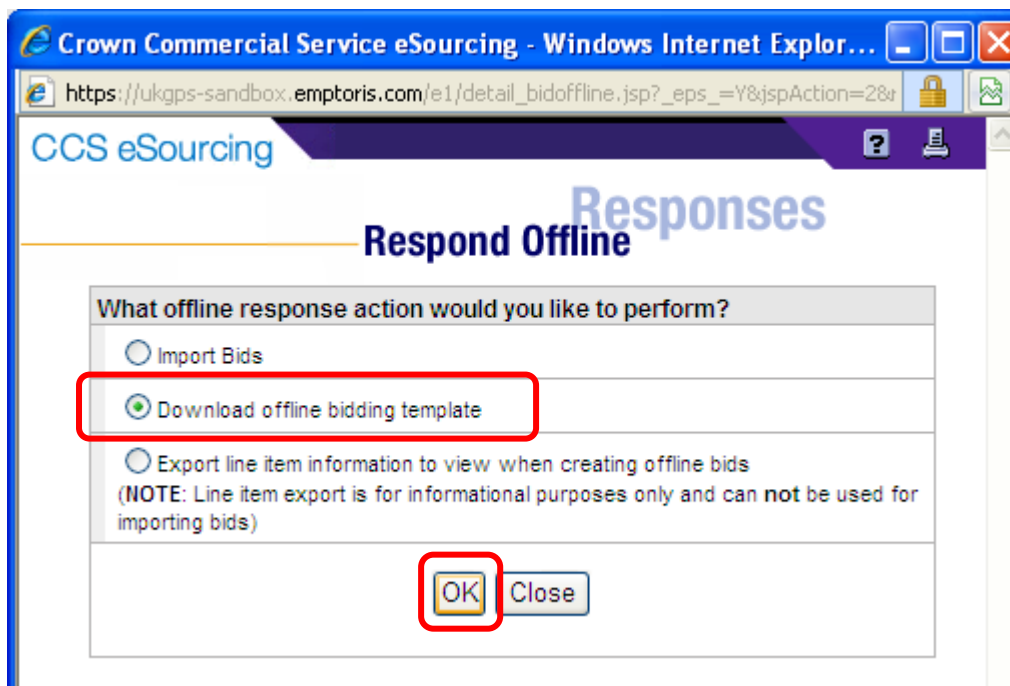 Crown Commercial Service eSourcing - Windows Internet Explor...
https://ukgps-sandbox.emptoris.com/e1/detail_bidoffline.jsp?_eps_=Y&jspAction=2&r
CCS eSourcing
?
Responses
Respond Offline
What offline response action would you like to perform?
Import Bids
Download offline bidding template
Export line item information to view when creating offline bids
(NOTE: Line item export is for informational purposes only and can not be used for
importing bids)
OK Close